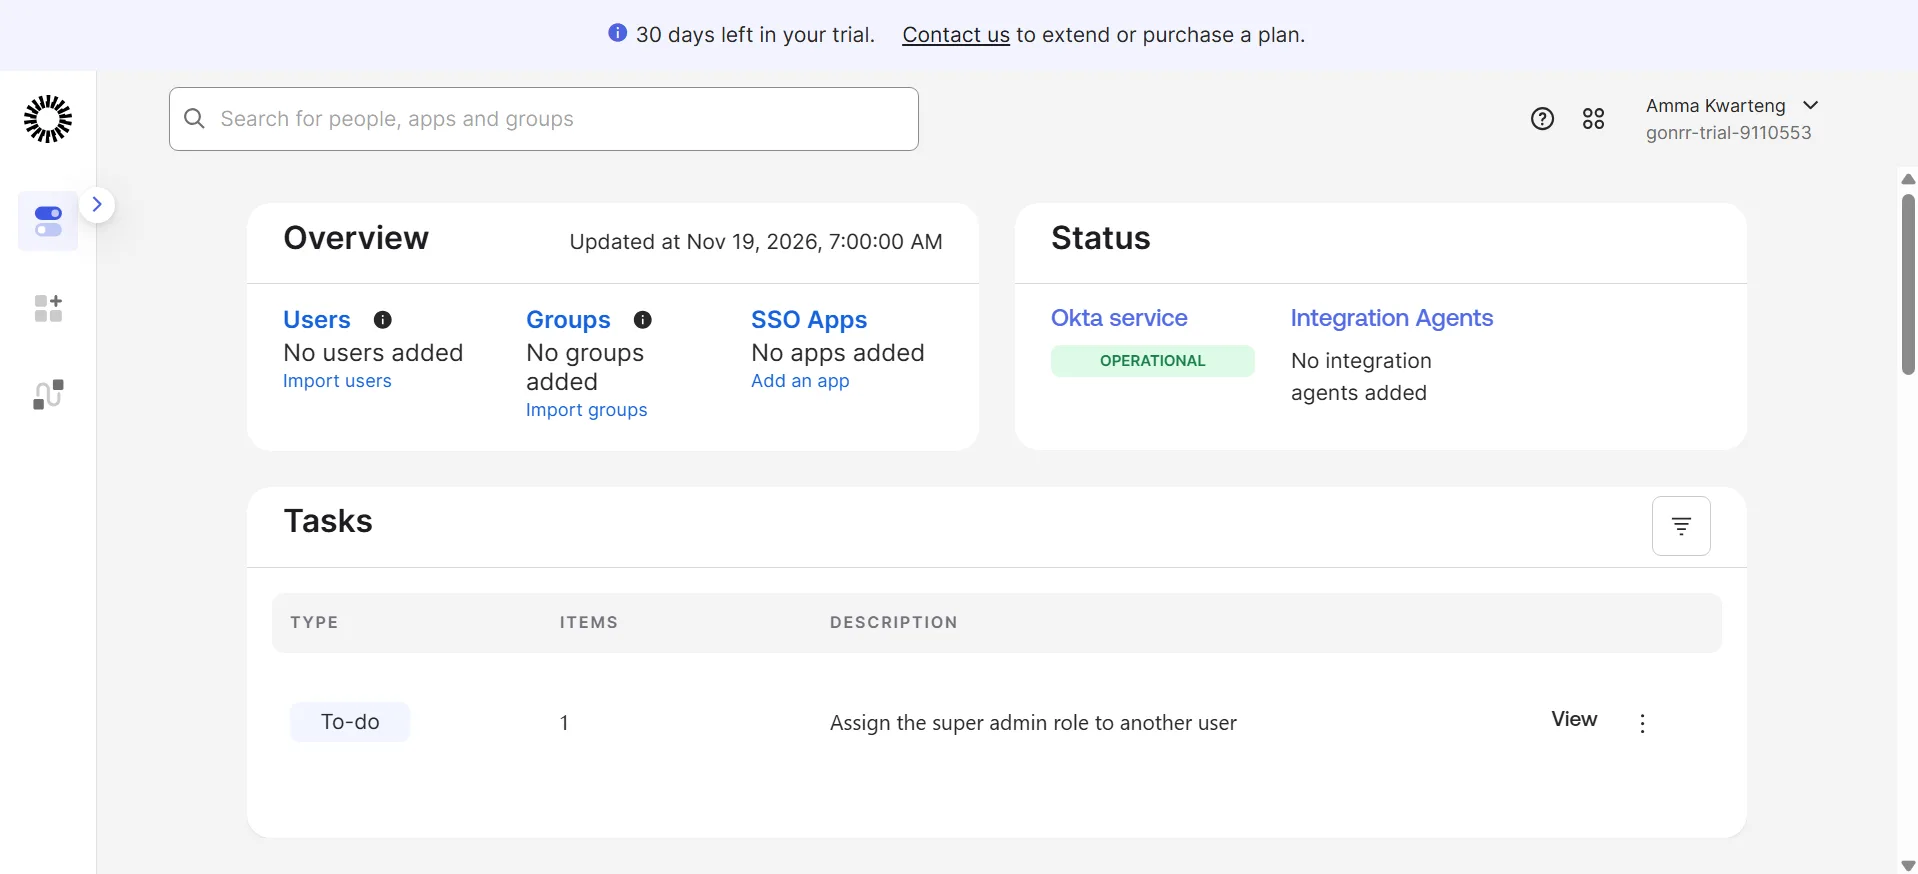 30 days left in your trial. Contact us to extend or purchase a plan.
Search for people, apps and groups
Amma Kwarteng
gonrr-trial-9110553
Overview
Updated at Nov 19, 2026, 7:00:00 AM
Users
No users added
Import users
Groups
No groups
added
Import groups
SSO Apps
No apps added
Add an app
Status
Okta service
OPERATIONAL
Integration Agents
No integration
agents added
Tasks
TYPE ITEMS DESCRIPTION
To-do 1 Assign the super admin role to another user View